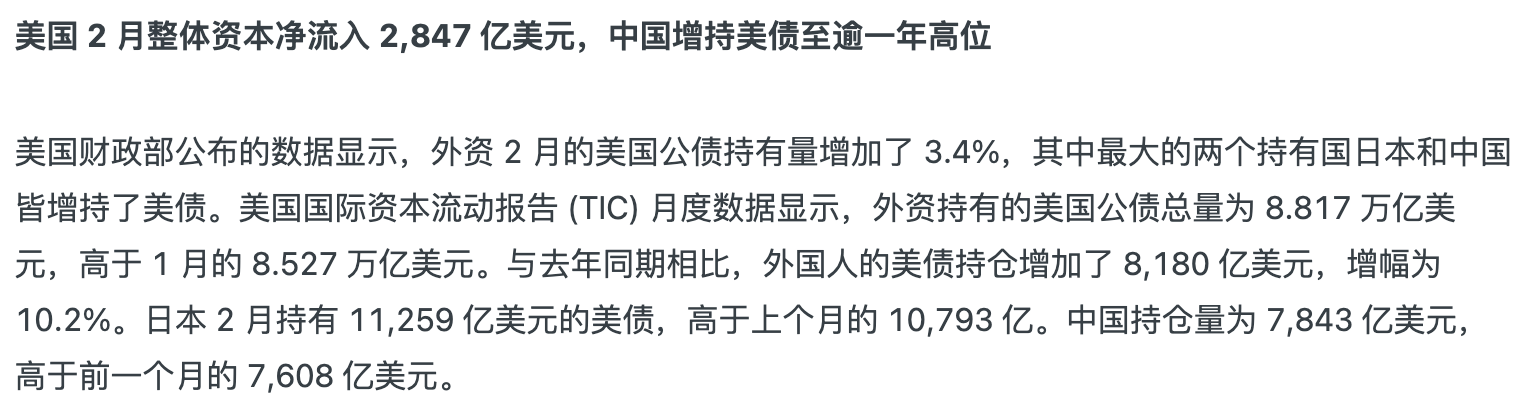 美国 2 月整体资本净流入 2,847 亿美元，中国增持美债至逾一年高位
美国财政部公布的数据显示，外资 2 月的美国公债持有量增加了 3.4%，其中最大的两个持有国日本和中国
皆增持了美债。美国国际资本流动报告 (TIC) 月度数据显示，外资持有的美国公债总量为 8.817 万亿美
元，高于 1 月的 8.527 万亿美元。与去年同期相比，外国人的美债持仓增加了 8,180 亿美元，增幅为
10.2%。日本 2 月持有 11,259 亿美元的美债，高于上个月的 10,793 亿。中国持仓量为 7,843 亿美元，
高于前一个月的 7,608 亿美元。